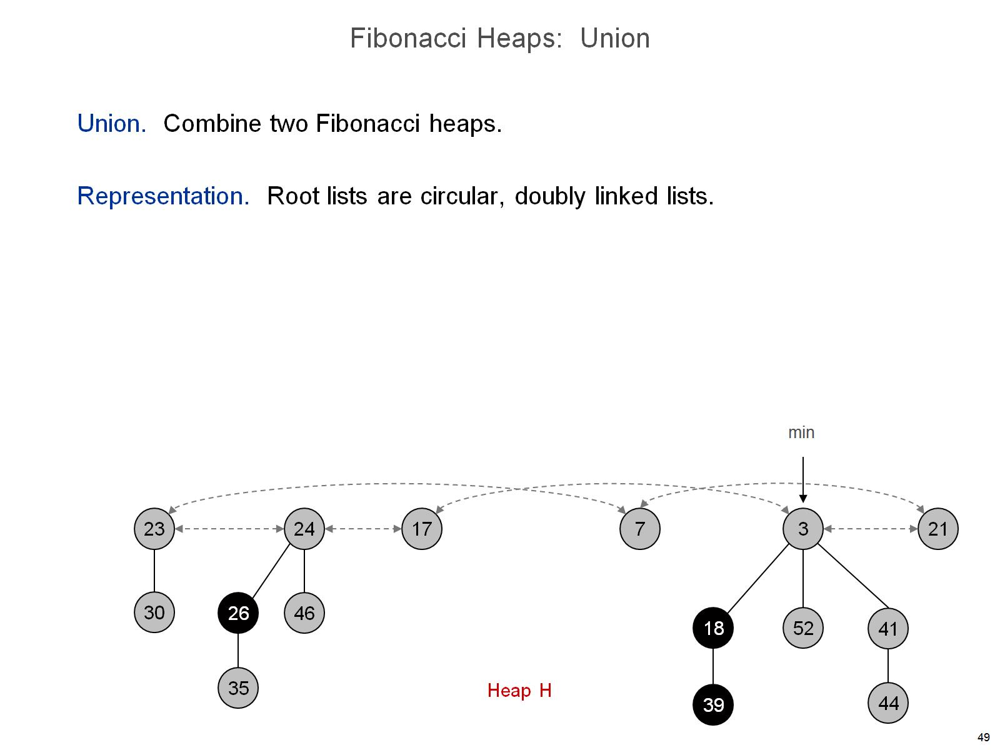 Fibonacci Heaps: Union
Union. Combine two Fibonacci heaps.
Representation. Root lists are circular, doubly linked lists.
min
23 24 17 7 3 21
30 26 46 18 52 41
35 39 44
Heap H
49